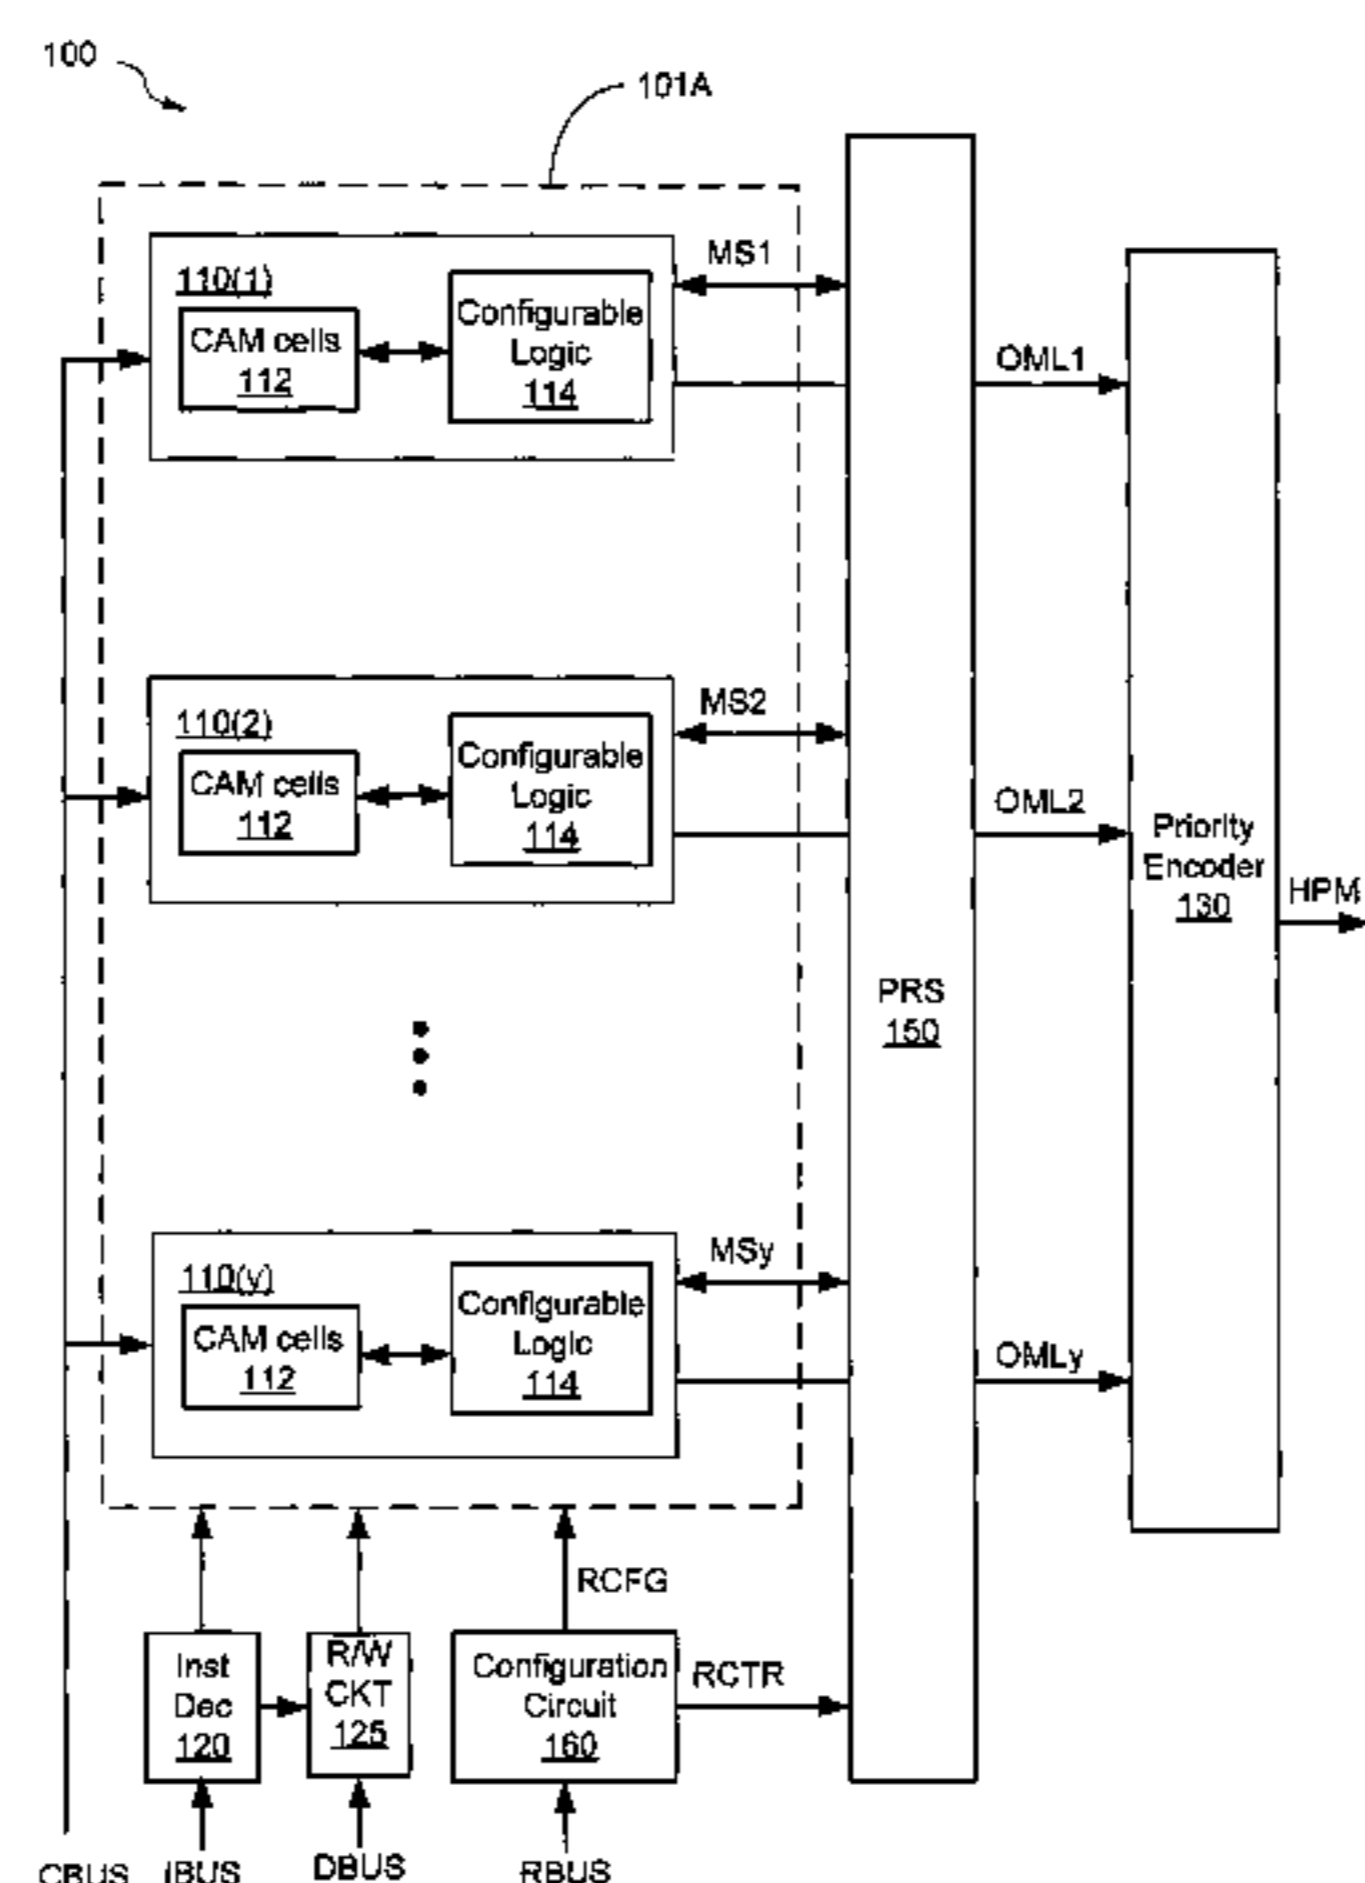 100
101A
110(1)
CAM cells
112
Configurable
Logic
114
MS1
OML1
110(2)
CAM cells
112
Configurable
Logic
114
MS2
OML2
Priority
Encoder
130
HPM
PRS
150
110(y)
CAM cells
112
Configurable
Logic
114
MSy
OMLy
RCFG
Inst
Dec
120
R/W
CKT
125
Configuration
Circuit
160
RCTR
CBUS
IBUS
DBUS
RBUS